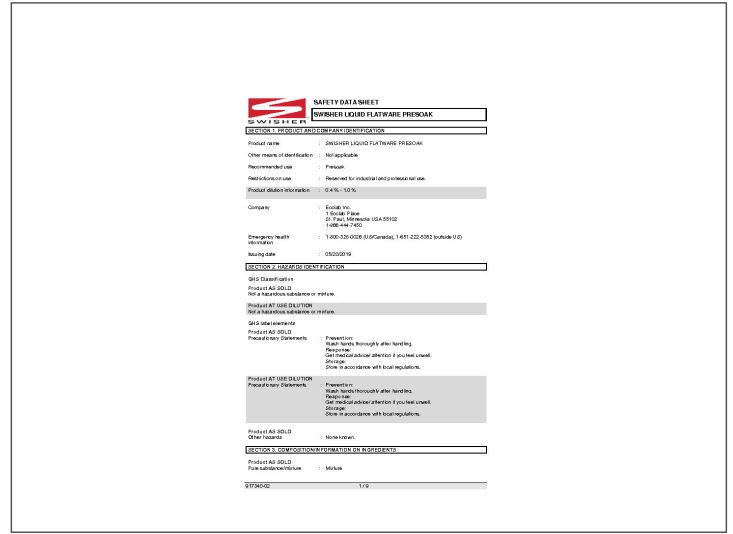 SWISHER
SAFETY DATA SHEET
SWISHER LIQUID FLATWARE PRESOAK
SECTION 1. PRODUCT AND COMPANY IDENTIFICATION
Product name : SWISHER LIQUID FLATWARE PRESOAK
Other means of identification : Not applicable
Recommended use : Presoak
Restrictions on use : Reserved for industrial and professional use.
Product dilution information : 0.4 % - 1.0 %
Company : Ecolab Inc.
1 Ecolab Place
St. Paul, Minnesota USA 55102
1-866-444-7450
Emergency health : 1-800-328-0026 (US/Canada), 1-651-222-5352 (outside US)
information
Issuing date : 05/20/2019
SECTION 2. HAZARDS IDENTIFICATION
GHS Classification
Product AS SOLD
Not a hazardous substance or mixture.
Product AT USE DILUTION
Not a hazardous substance or mixture.
GHS label elements
Product AS SOLD
Precautionary Statements : Prevention:
Wash hands thoroughly after handling.
Response:
Get medical advice/ attention if you feel unwell.
Storage:
Store in accordance with local regulations.
Product AT USE DILUTION
Precautionary Statements : Prevention:
Wash hands thoroughly after handling.
Response:
Get medical advice/ attention if you feel unwell.
Storage:
Store in accordance with local regulations.
Product AS SOLD
Other hazards : None known.
SECTION 3. COMPOSITION/INFORMATION ON INGREDIENTS
Product AS SOLD
Pure substance/mixture : Mixture
917340-02 1 / 9